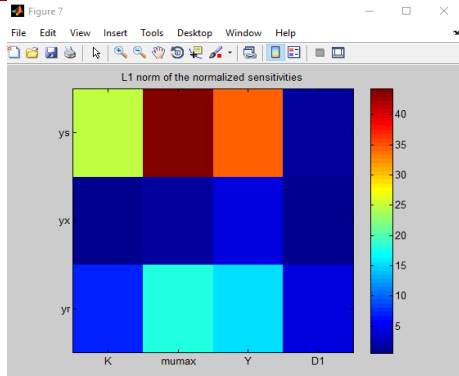 Figure 7
File Edit View Insert Tools Desktop Window Help
L1 norm of the normalized sensitivities
ys
yx
yr
K mumax Y D1
40
35
30
25
20
15
10
5